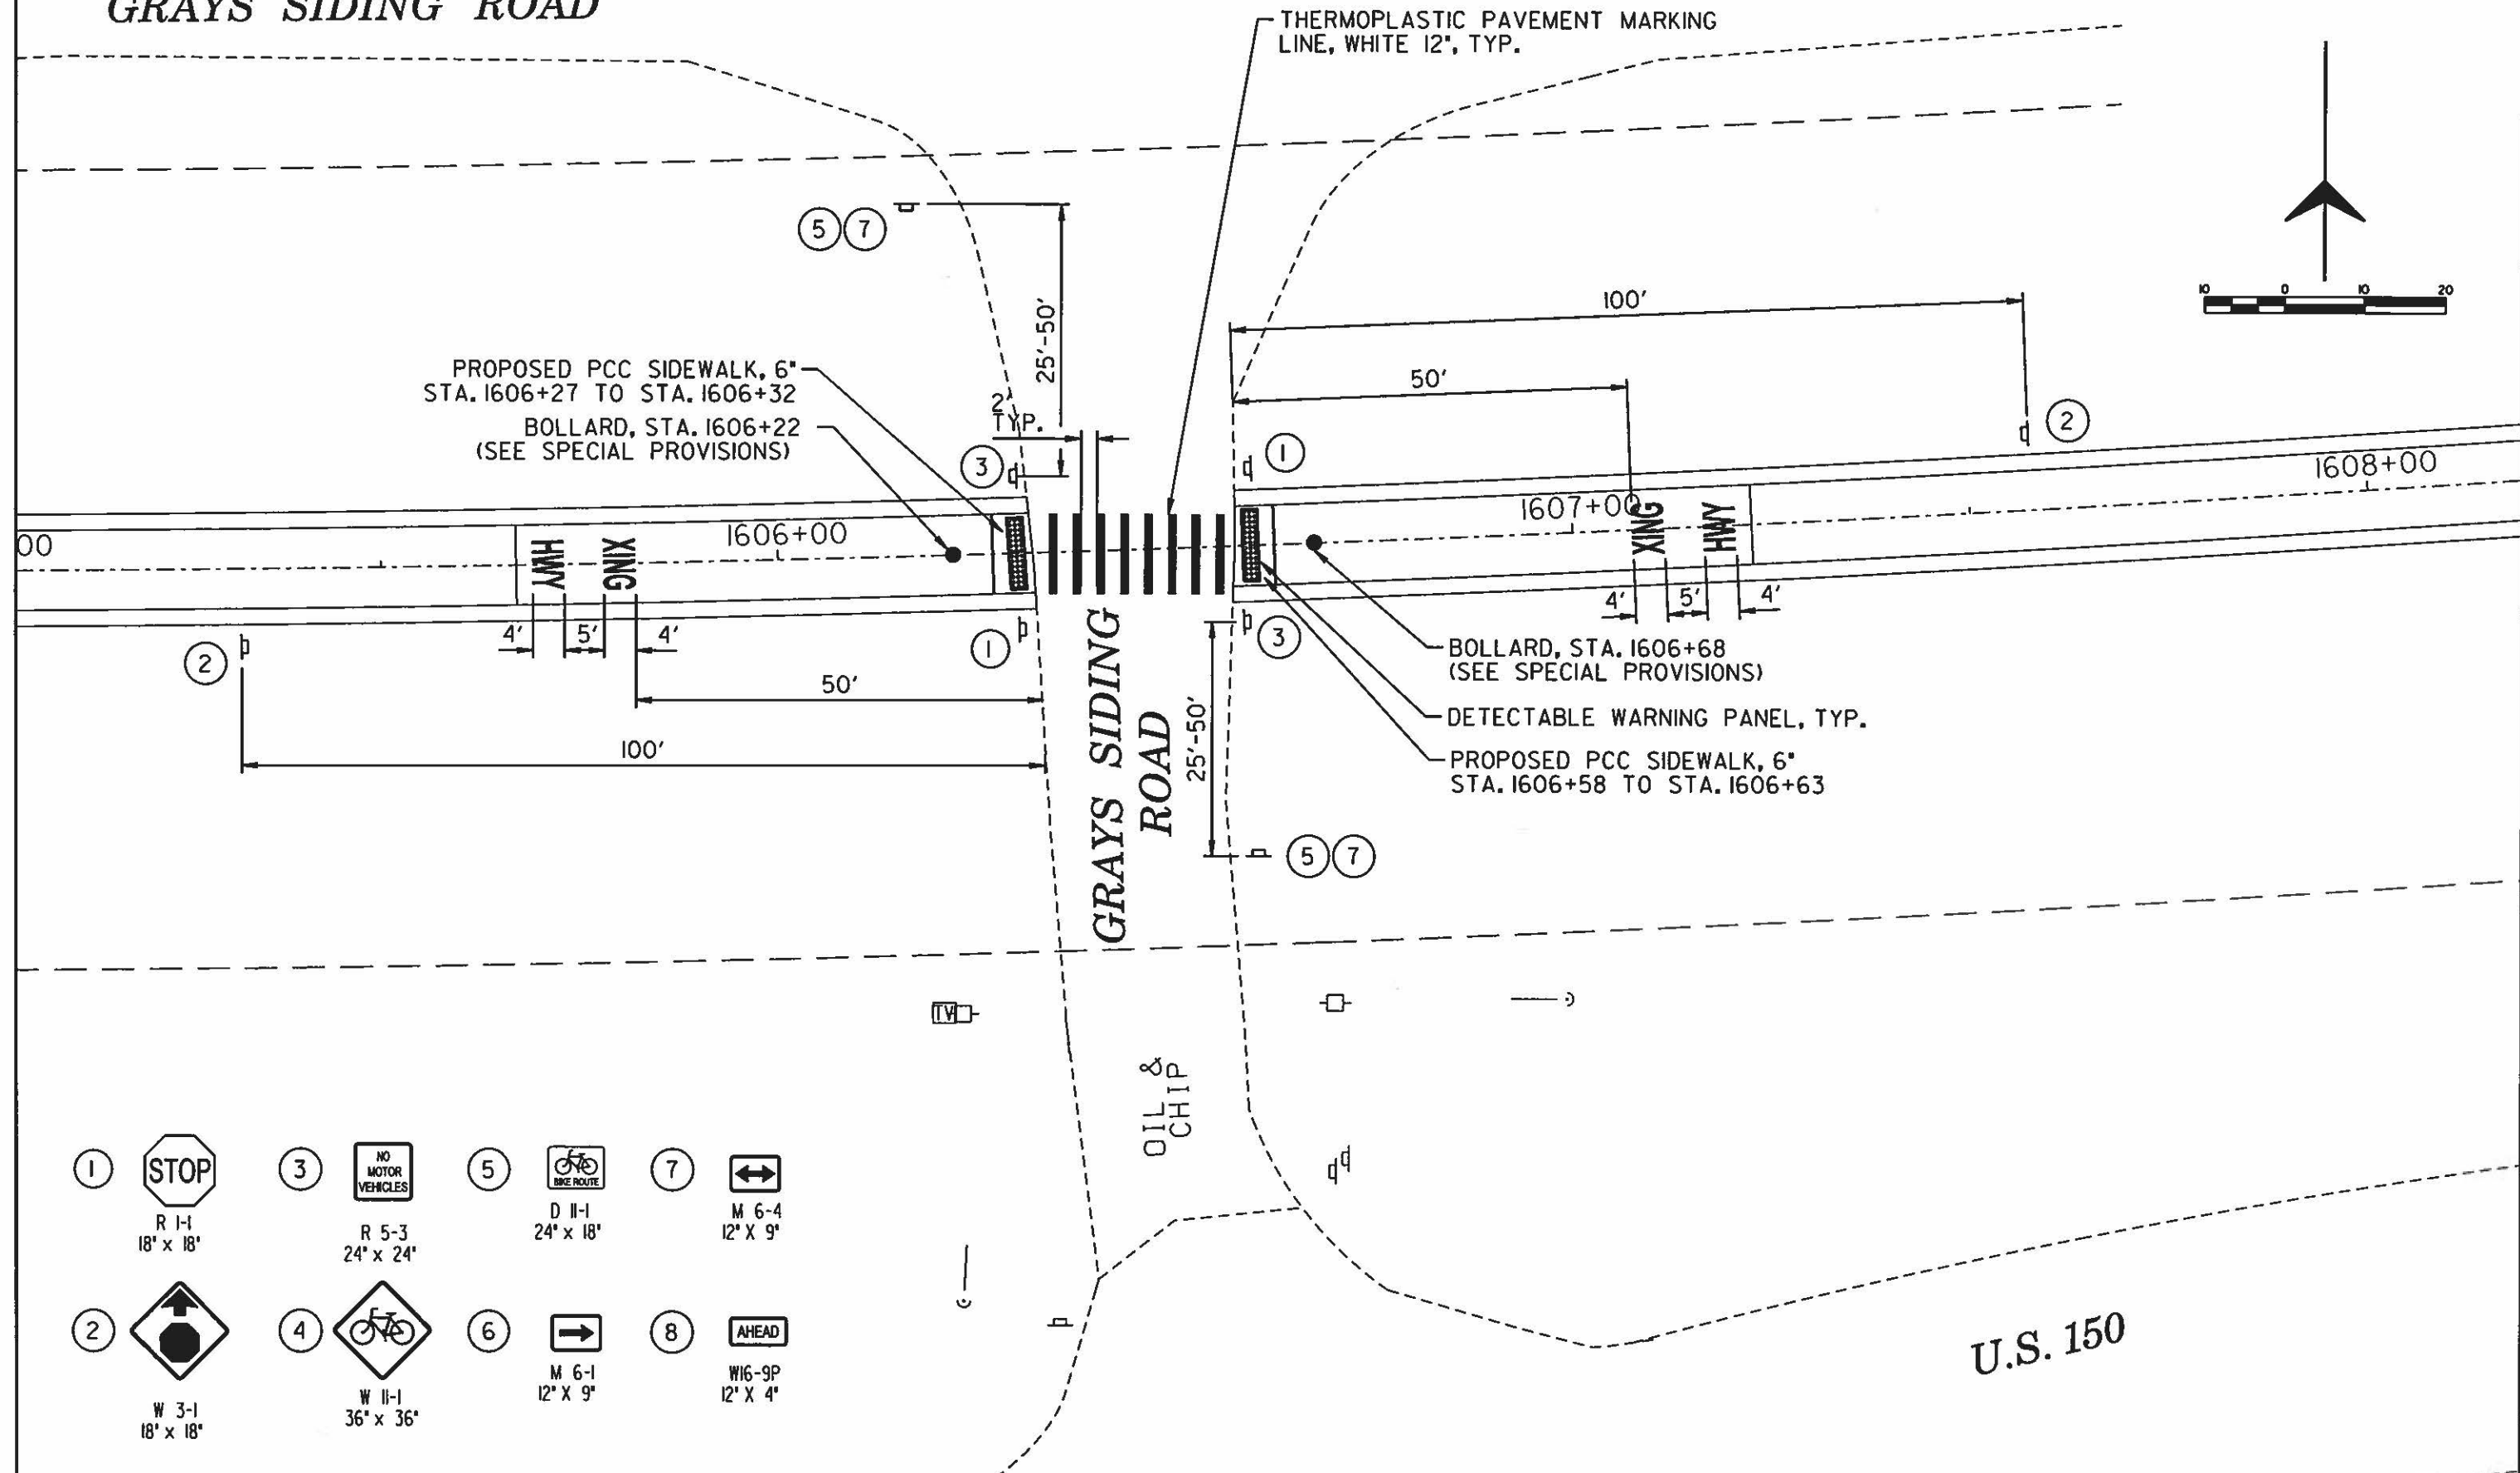 GRAYS SIDING ROAD
THERMOPLASTIC PAVEMENT MARKING
LINE, WHITE 12", TYP.
5 7
25'-50'
10 0 10 20
100'
50'
2
PROPOSED PCC SIDEWALK, 6"
STA. 1606+27 TO STA. 1606+32
BOLLARD, STA. 1606+22
(SEE SPECIAL PROVISIONS)
2'
TYP.
3
1
00
HWY
XING
1606+00
1607+00
XING
HWY
1608+00
4' 5' 4'
4' 5' 4'
2
1
3
50'
100'
GRAYS SIDING
ROAD
25'-50'
BOLLARD, STA. 1606+68
(SEE SPECIAL PROVISIONS)
DETECTABLE WARNING PANEL, TYP.
PROPOSED PCC SIDEWALK, 6"
STA. 1606+58 TO STA. 1606+63
5 7
TV
OIL &
CHIP
1
STOP
R 1-1
18" x 18"
3
NO
MOTOR
VEHICLES
R 5-3
24" x 24"
5
BIKE ROUTE
D 11-1
24" x 18"
7
M 6-4
12" X 9"
2
W 3-1
18" x 18"
4
W 11-1
36" x 36"
6
M 6-1
12" X 9"
8
AHEAD
W16-9P
12" X 4"
U.S. 150